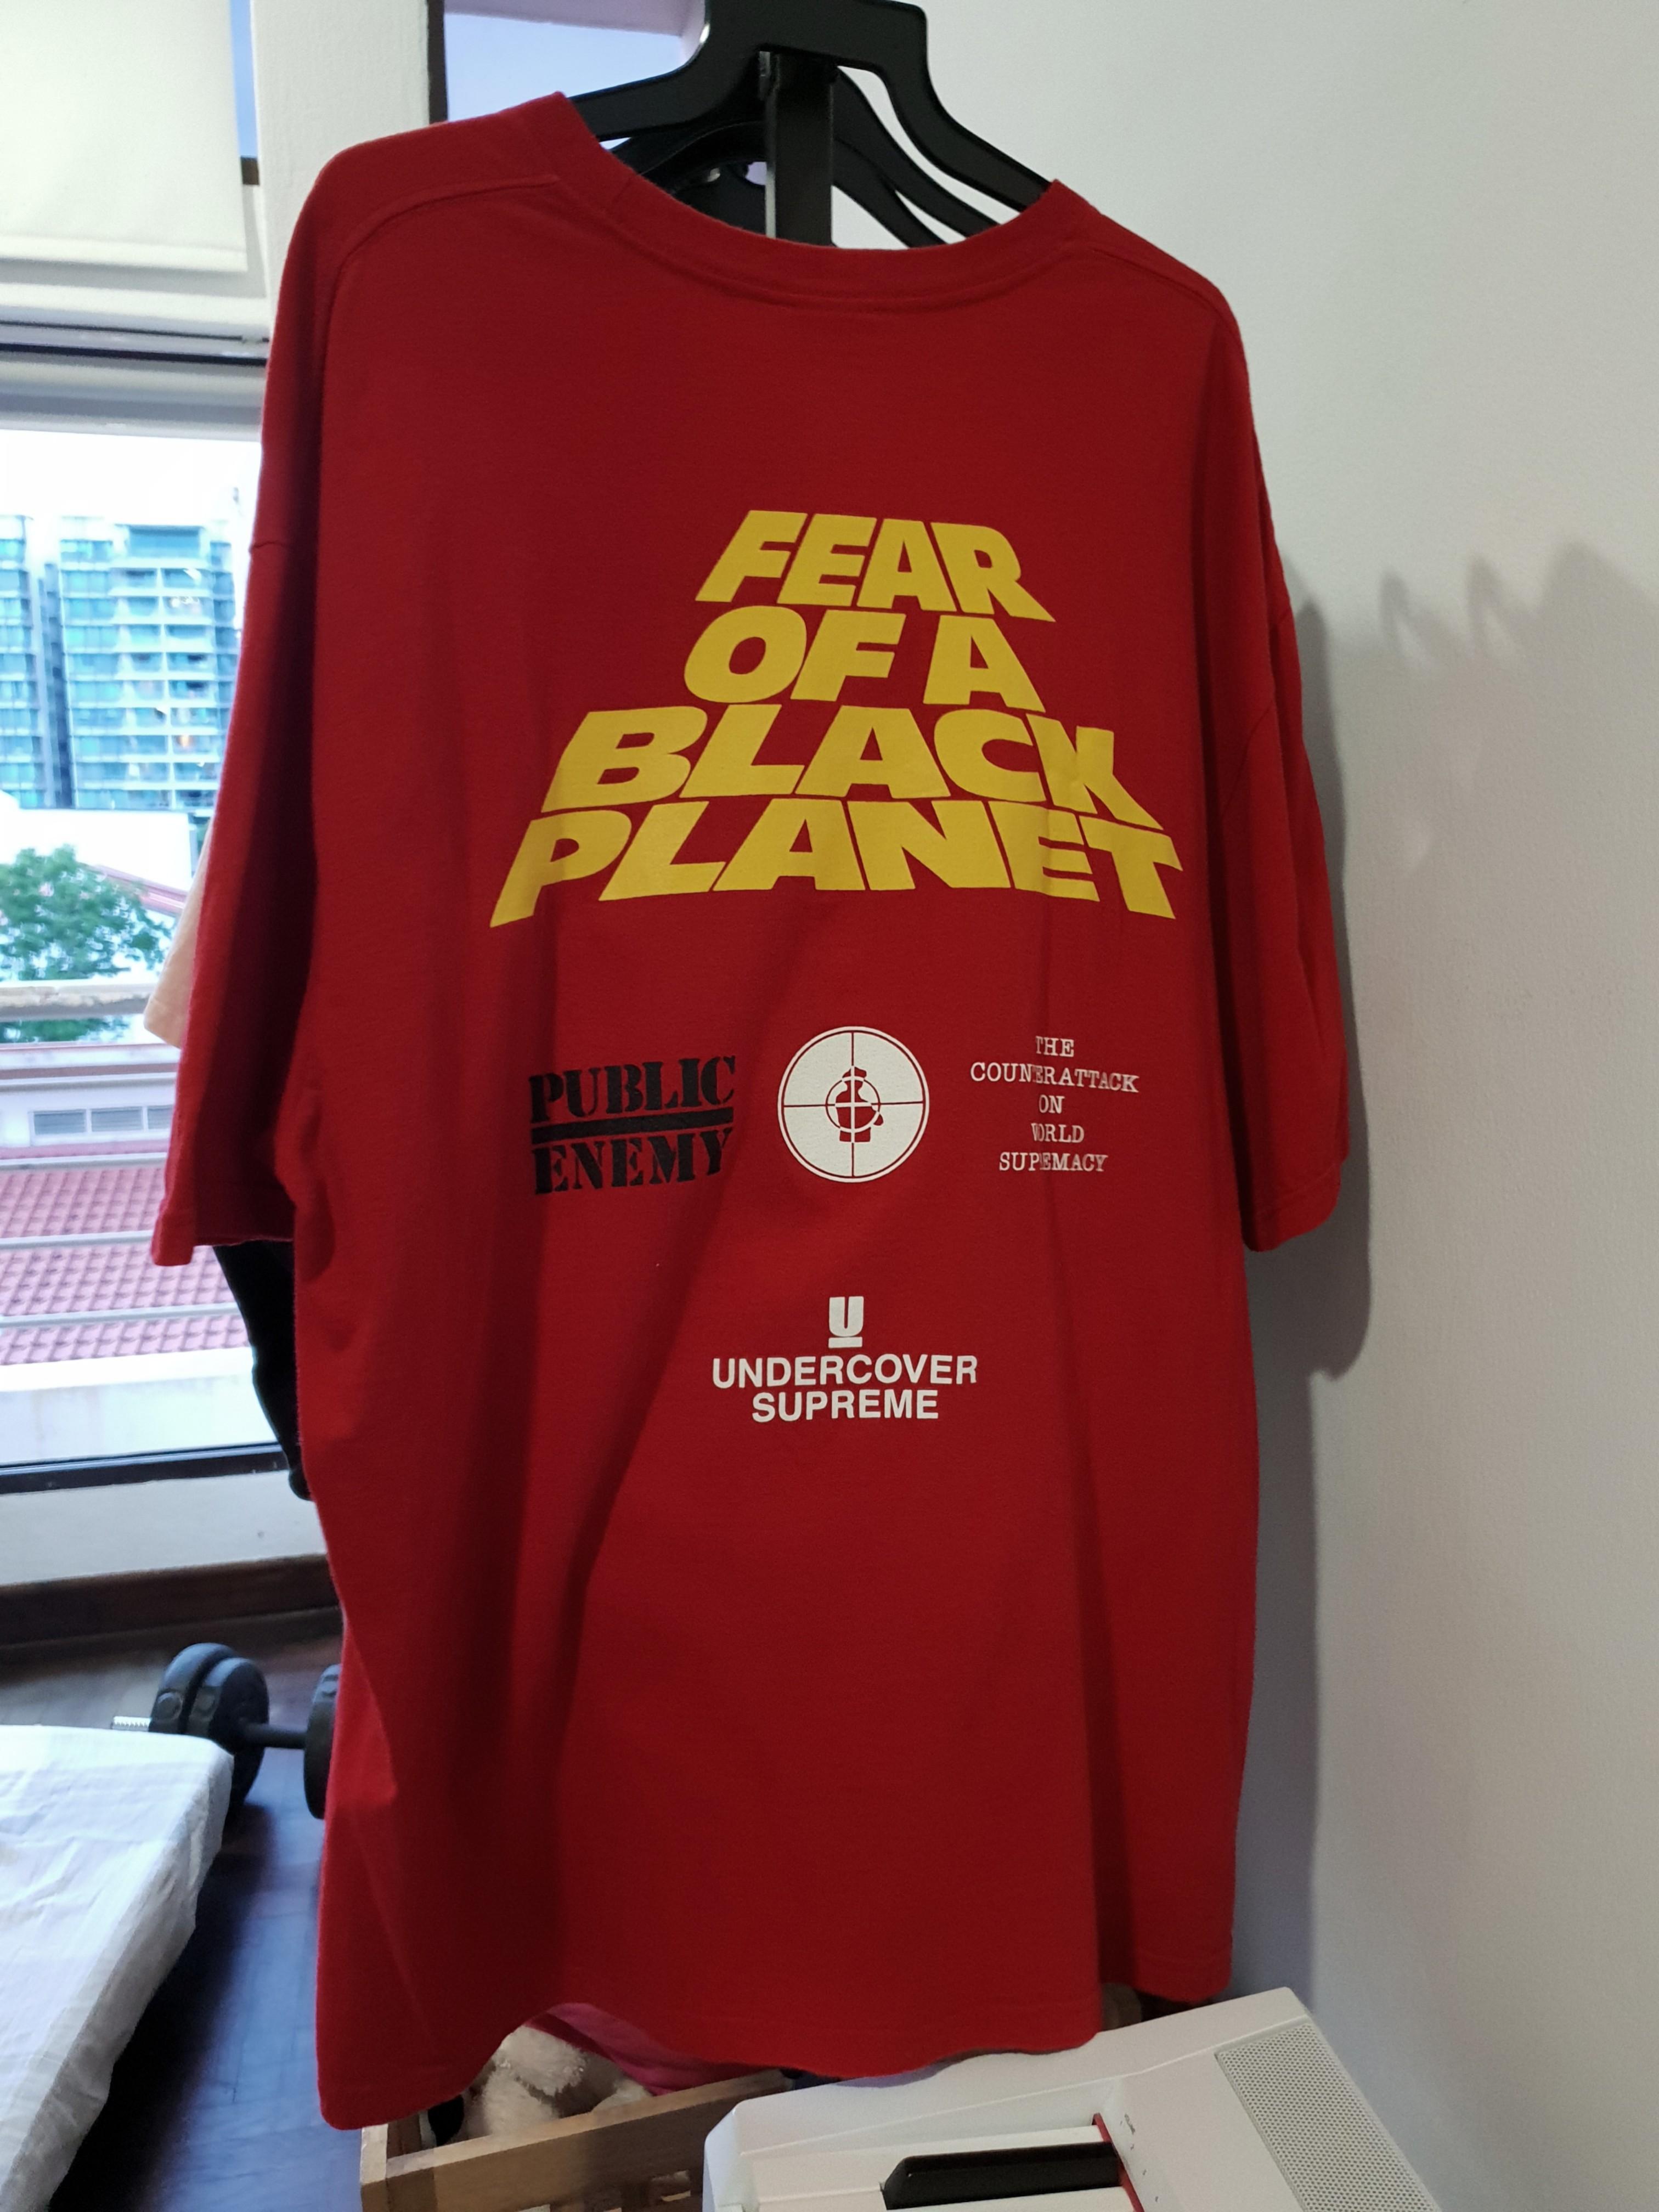 FEAR
OF A
BLACK
PLANET
PUBLIC
ENEMY
THE
COUNTERATTACK
ON
WORLD
SUPREMACY
U
UNDERCOVER
SUPREME